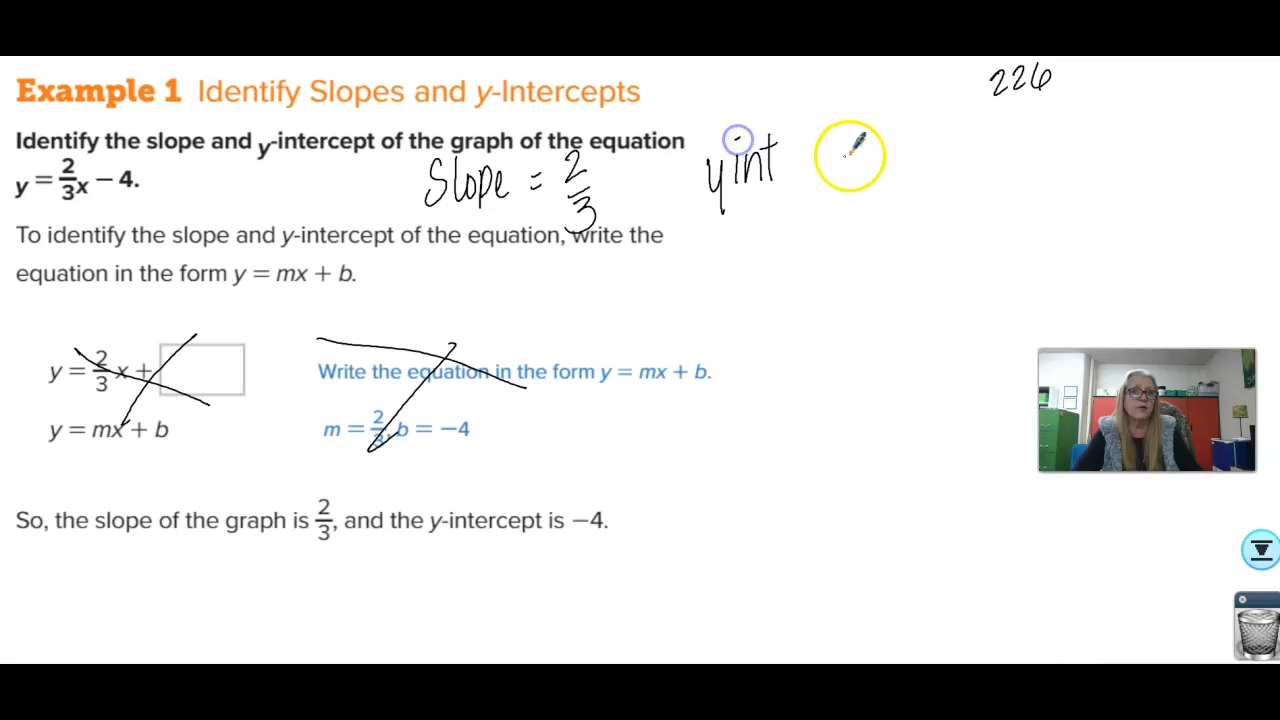 226
Example 1 Identify Slopes and y-Intercepts
Identify the slope and y-intercept of the graph of the equation
y = 2/3 x − 4.
Slope = 2/3
y int
To identify the slope and y-intercept of the equation, write the
equation in the form y = mx + b.
y = 2/3 x +
Write the equation in the form y = mx + b.
y = mx + b
m = 2/3, b = −4
So, the slope of the graph is 2/3, and the y-intercept is −4.